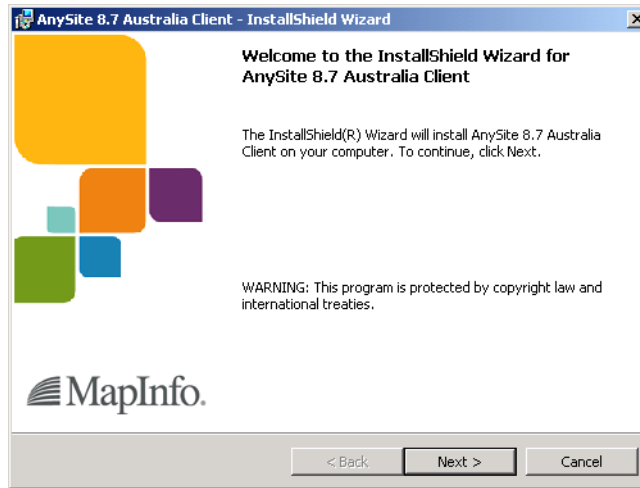 AnySite 8.7 Australia Client - InstallShield Wizard
Welcome to the InstallShield Wizard for
AnySite 8.7 Australia Client
The InstallShield(R) Wizard will install AnySite 8.7 Australia
Client on your computer. To continue, click Next.
WARNING: This program is protected by copyright law and
international treaties.
MapInfo.
< Back
Next >
Cancel